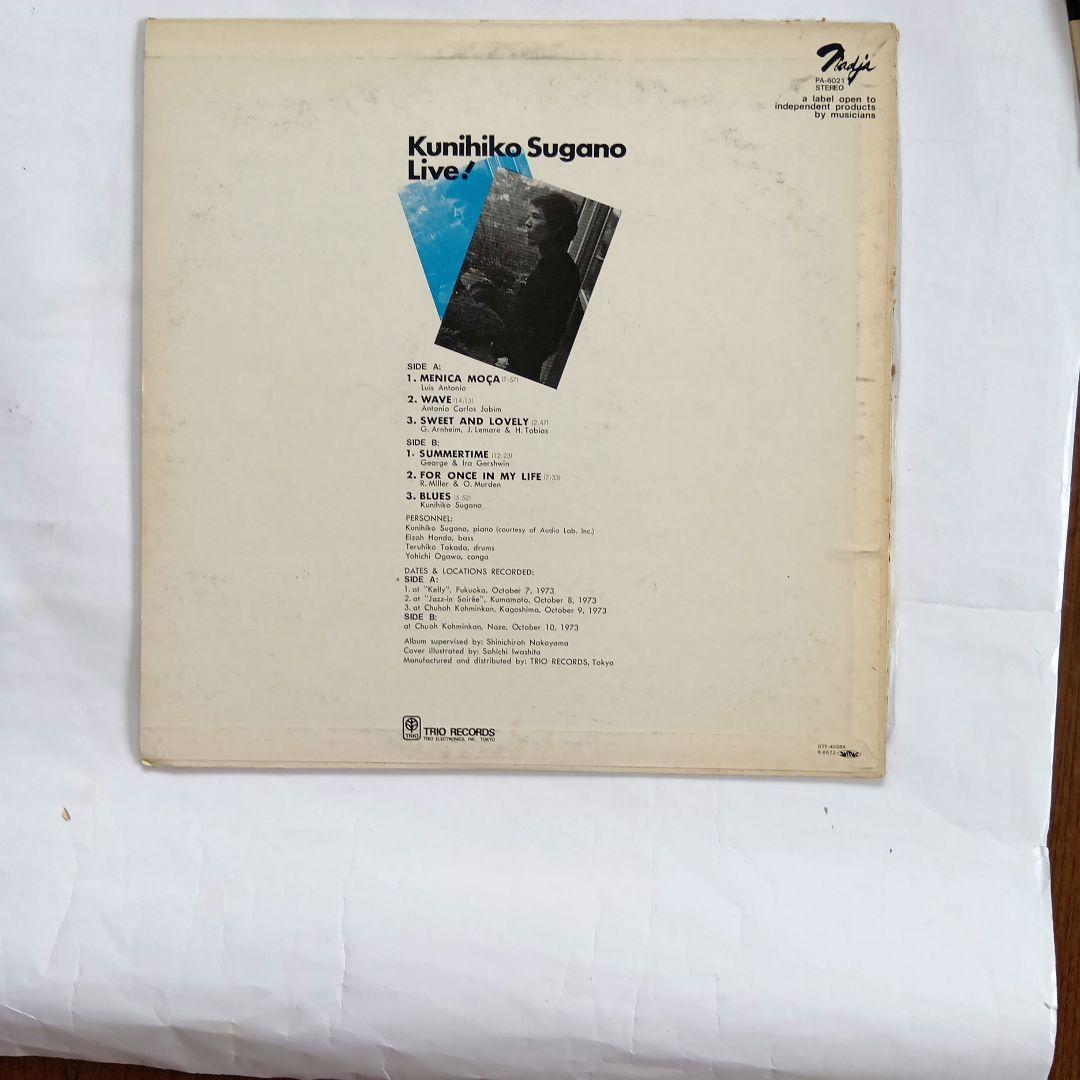 Nadja
PA-6021
STEREO
a label open to
independent products
by musicians
Kunihiko Sugano
Live!
SIDE A:
1. MENICA MOÇA (7:57)
Luis Antonio
2. WAVE (14:13)
Antonio Carlos Jobim
3. SWEET AND LOVELY (2:47)
G. Arnheim, J. Lemare & H. Tobias
SIDE B:
1. SUMMERTIME (12:23)
George & Ira Gershwin
2. FOR ONCE IN MY LIFE (7:33)
R. Miller & O. Murden
3. BLUES (5:52)
Kunihiko Sugano
PERSONNEL:
Kunihiko Sugano, piano (courtesy of Audio Lab. Inc.)
Eizoh Honda, bass
Teruhiko Takada, drums
Yohichi Ogawa, conga
DATES & LOCATIONS RECORDED:
SIDE A:
1. at "Kelly", Fukuoka, October 7, 1973
2. at "Jazz-in Soirée", Kumamoto, October 8, 1973
3. at Chuhoh Kohminkan, Kagoshima, October 9, 1973
SIDE B:
at Chuoh Kohminkan, Naze, October 10, 1973
Album supervised by: Shinichiroh Nakayama
Cover illustrated by: Sohichi Iwashita
Manufactured and distributed by: TRIO RECORDS, Tokyo
TRIO
TRIO RECORDS
TRIO ELECTRONICS, INC. TOKYO